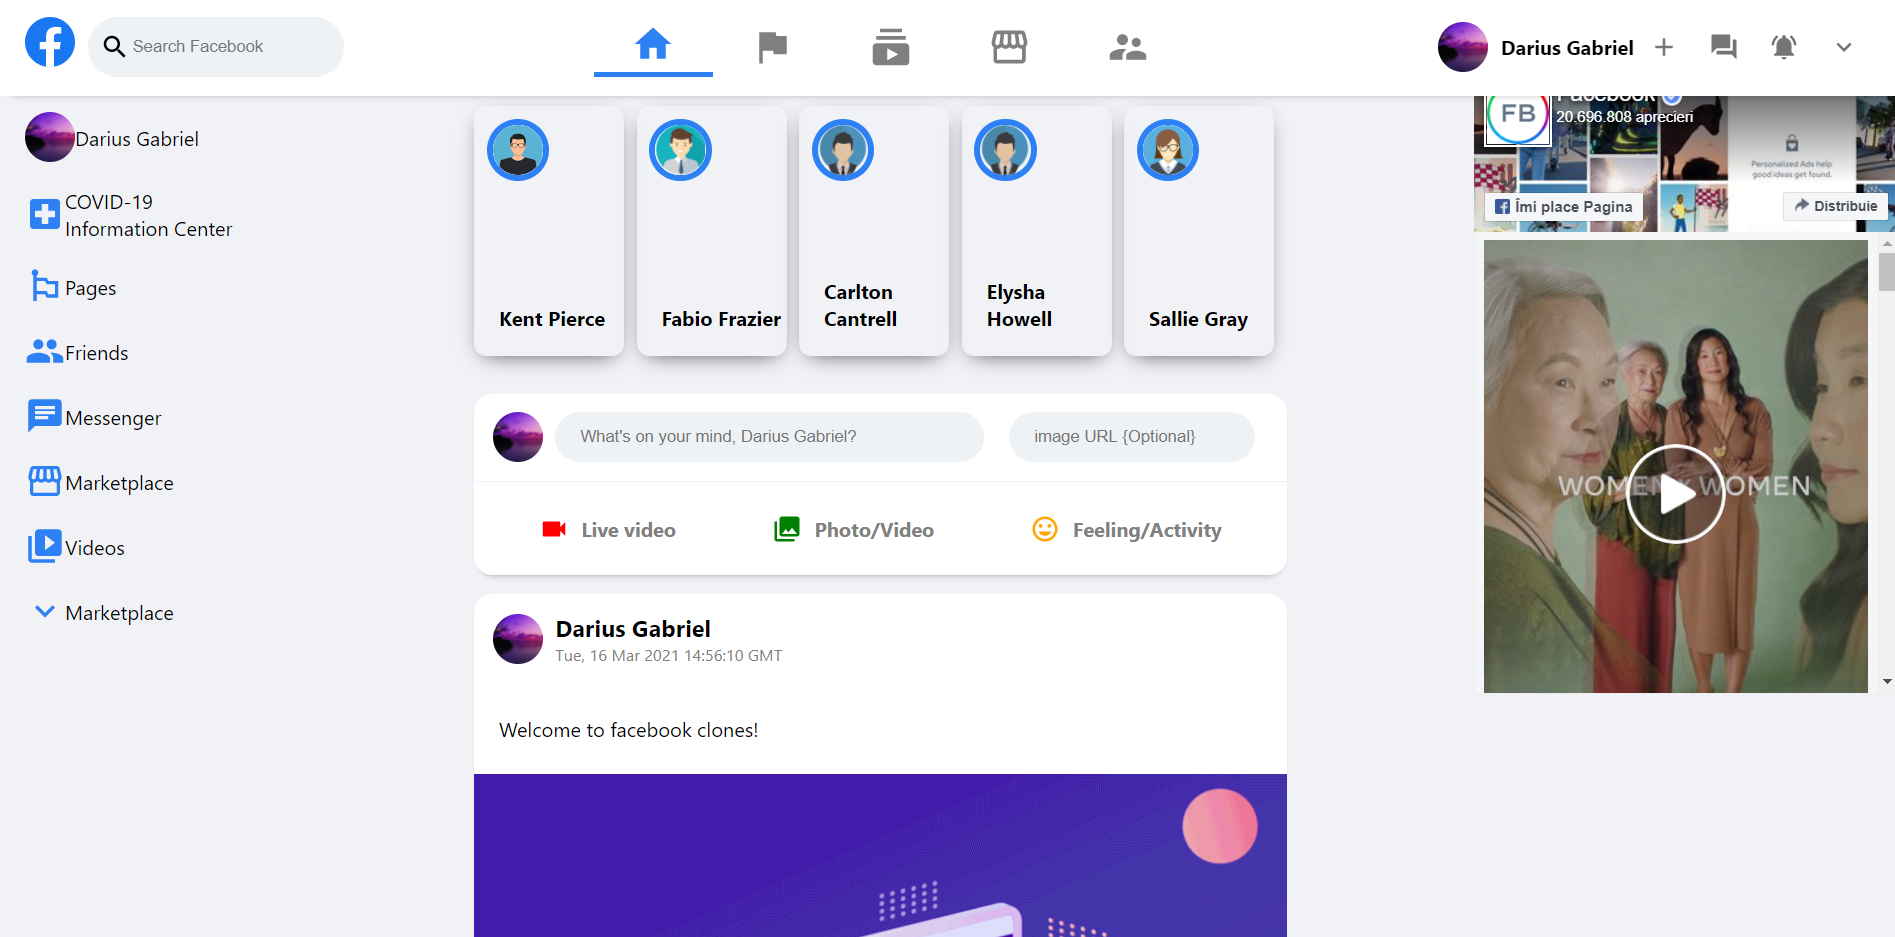 Search Facebook
Darius Gabriel
Darius Gabriel
COVID-19
Information Center
Pages
Friends
Messenger
Marketplace
Videos
Marketplace
Kent Pierce
Fabio Frazier
Carlton
Cantrell
Elysha
Howell
Sallie Gray
What's on your mind, Darius Gabriel?
image URL {Optional}
Live video
Photo/Video
Feeling/Activity
Darius Gabriel
Tue, 16 Mar 2021 14:56:10 GMT
Welcome to facebook clones!
FB
Facebook
20.696.808 aprecieri
Personalized Ads help
good ideas get found.
Îmi place Pagina
Distribuie
WOMEN
WOMEN